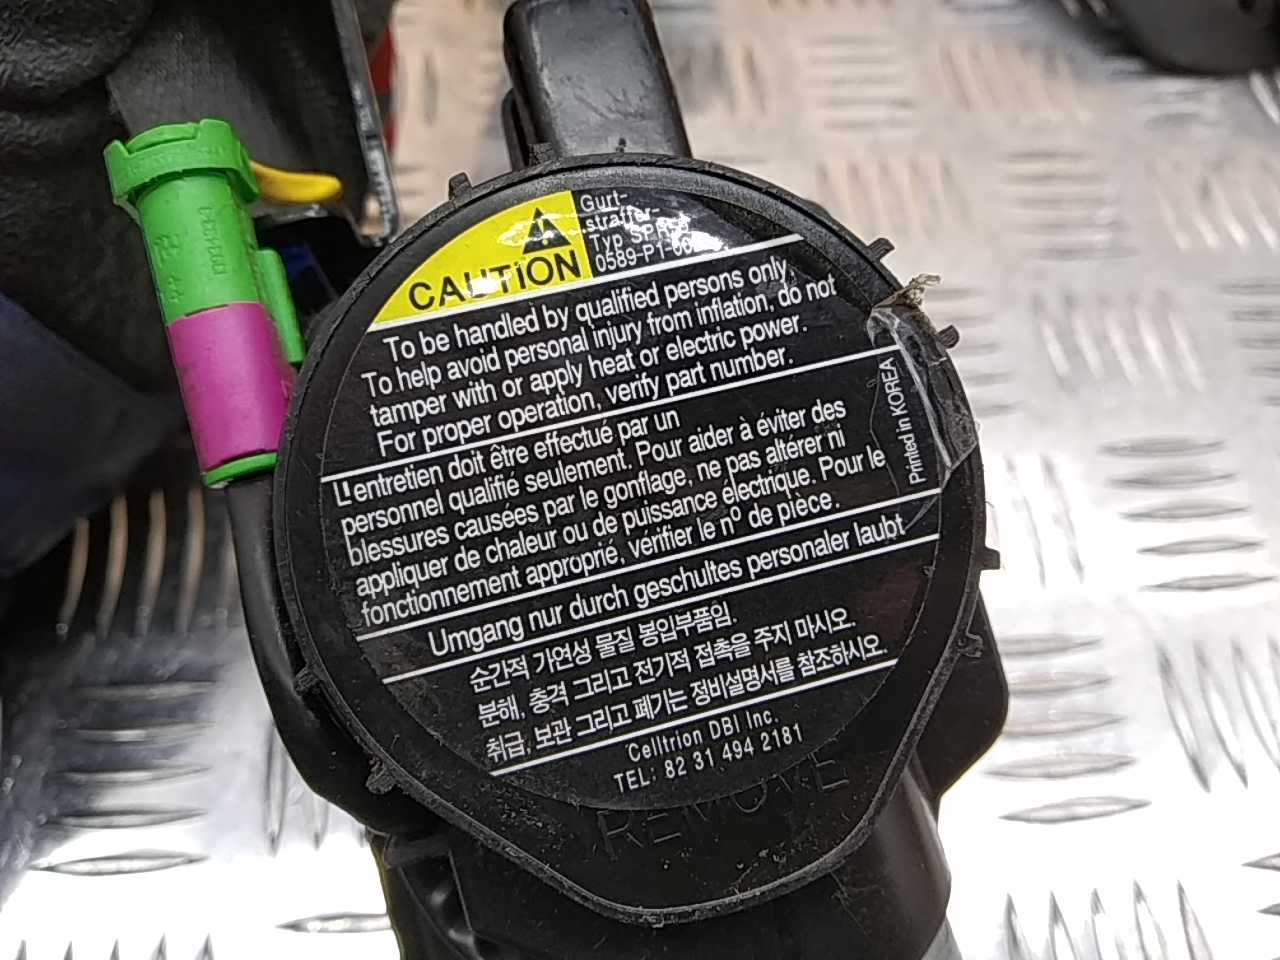 CAUTION
Gurt-
straffer
Typ
0589-P1-00
To be handled by qualified persons only,
To help avoid personal injury from inflation, do not
tamper with or apply heat or electric power.
For proper operation, verify part number.
L'entretien doit être effectué par un
personnel qualifié seulement. Pour aider à éviter des
blessures causées par le gonflage, ne pas altérer ni
appliquer de chaleur ou de puissance électrique. Pour le
fonctionnement approprié, vérifier le nº de pièce.
Printed in KOREA
Umgang nur durch geschultes personaler laubt
순간적 가연성 물질 봉입부품임.
분해, 충격 그리고 전기적 접촉을 주지 마시오.
취급, 보관 그리고 폐기는 정비설명서를 참조하시오.
Celltrion DBI Inc.
TEL: 82 31 494 2181
REMOVE